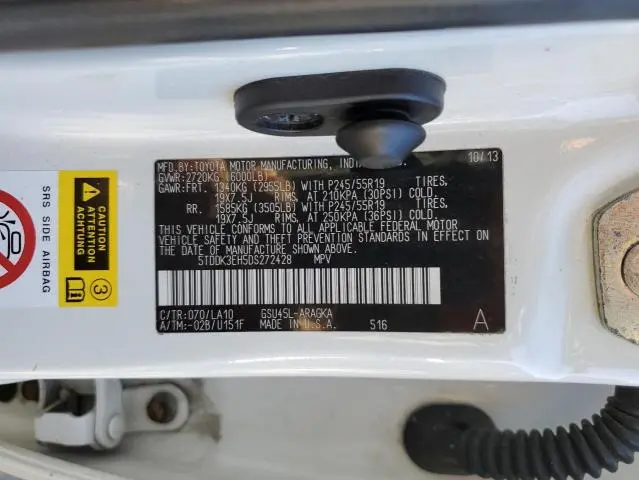 MFD.BY:TOYOTA MOTOR MANUFACTURING, INDI 10/13
GVWR:2720KG (6000LB)
GAWR:FRT. 1340KG (2955LB) WITH P245/55R19 TIRES.
19X7.5J RIMS, AT 210KPA (30PSI) COLD.
RR. 1585KG (3505LB) WITH P245/55R19 TIRES.
19X7.5J RIMS, AT 250KPA (36PSI) COLD.
THIS VEHICLE CONFORMS TO ALL APPLICABLE FEDERAL MOTOR
VEHICLE SAFETY AND THEFT PREVENTION STANDARDS IN EFFECT ON
THE DATE OF MANUFACTURE SHOWN ABOVE.
5TDDK3EH5DS272428 MPV
C/TR:070/LA10 GSU45L-ARAGKA
A/TM:-02B/U151F MADE IN U.S.A. 516 A
SRS SIDE AIRBAG
ATTENTION
ACHTUNG
3